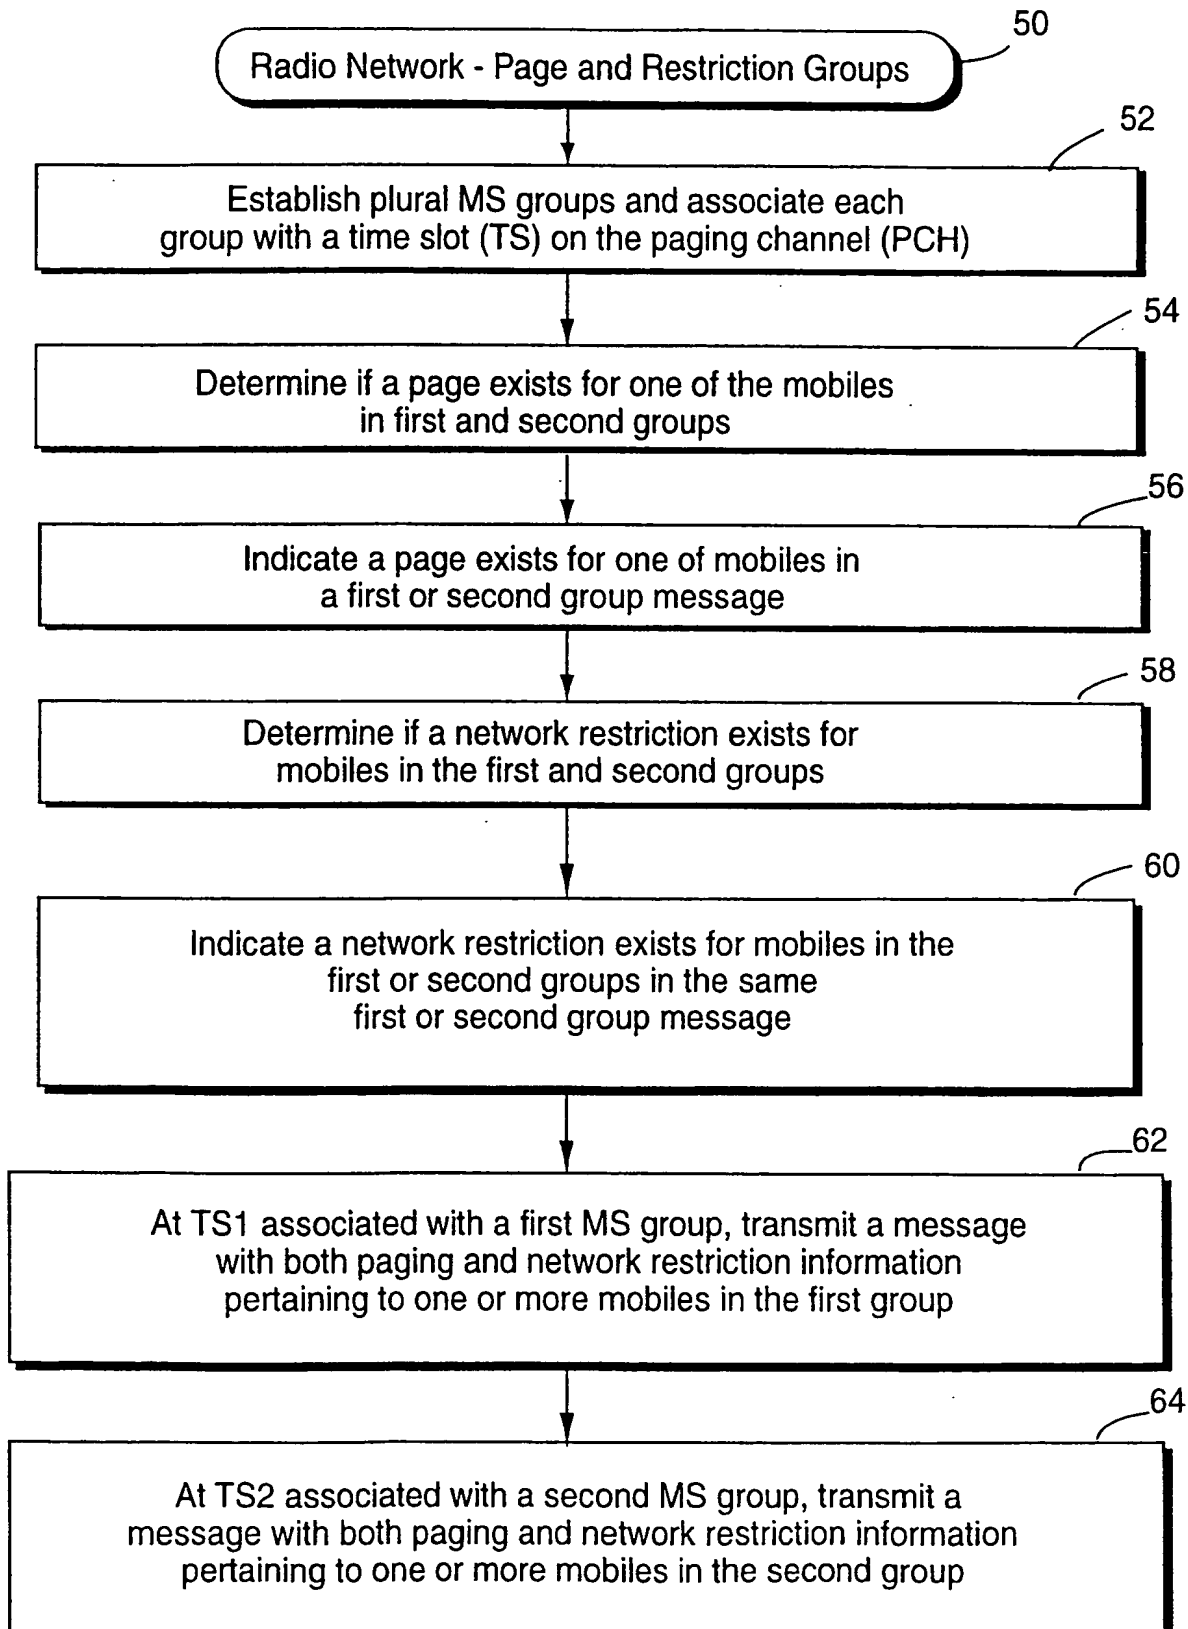 50
Radio Network - Page and Restriction Groups
52
Establish plural MS groups and associate each
group with a time slot (TS) on the paging channel (PCH)
54
Determine if a page exists for one of the mobiles
in first and second groups
56
Indicate a page exists for one of mobiles in
a first or second group message
58
Determine if a network restriction exists for
mobiles in the first and second groups
60
Indicate a network restriction exists for mobiles in the
first or second groups in the same
first or second group message
62
At TS1 associated with a first MS group, transmit a message
with both paging and network restriction information
pertaining to one or more mobiles in the first group
64
At TS2 associated with a second MS group, transmit a
message with both paging and network restriction information
pertaining to one or more mobiles in the second group